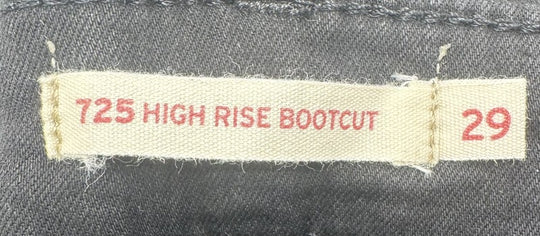 725 HIGH RISE BOOTCUT 29